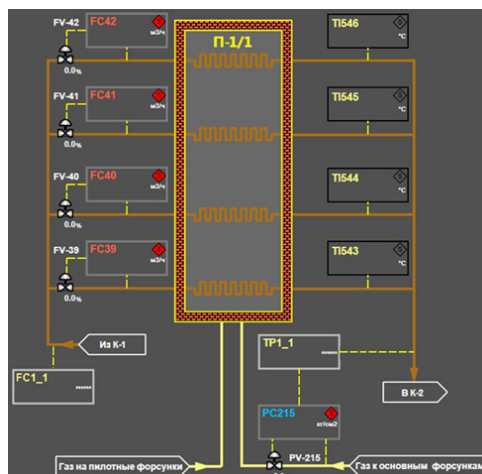 FV-42
FC42
м3/ч
0.0%
П-1/1
TI546
°C
FV-41
FC41
м3/ч
0.0%
TI545
°C
FV-40
FC40
м3/ч
0.0%
TI544
°C
FV-39
FC39
м3/ч
0.0%
TI543
°C
Из К-1
FC1_1
······
TP1_1
······
В К-2
PC215
кг/см2
PV-215
Газ на пилотные форсунки
Газ к основным форсункам